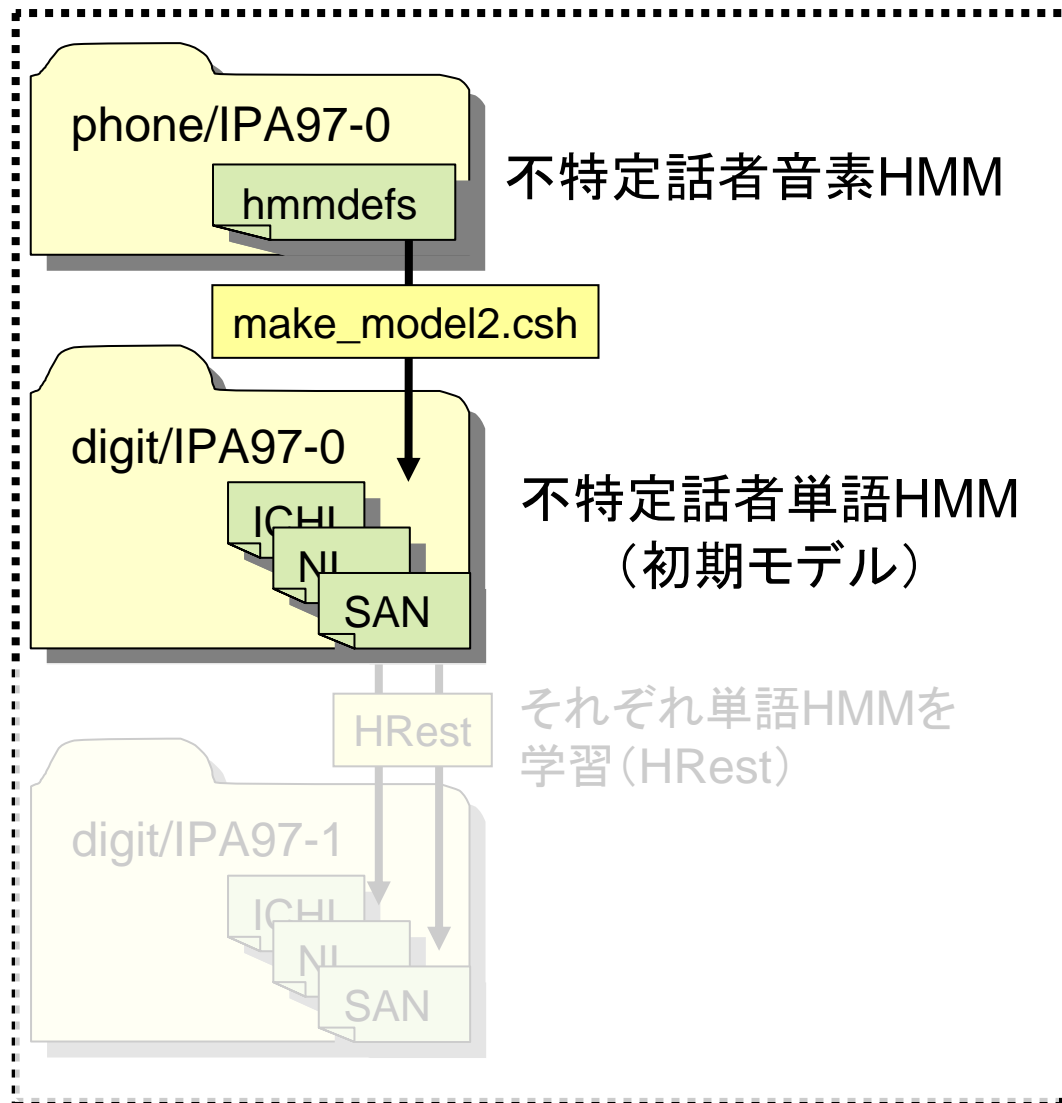 phone/IPA97-0
hmmdefs
不特定話者音素HMM
make_model2.csh
digit/IPA97-0
ICHI
NI
SAN
不特定話者単語HMM
（初期モデル）
HRest
それぞれ単語HMMを
学習（HRest）
digit/IPA97-1
ICHI
NI
SAN